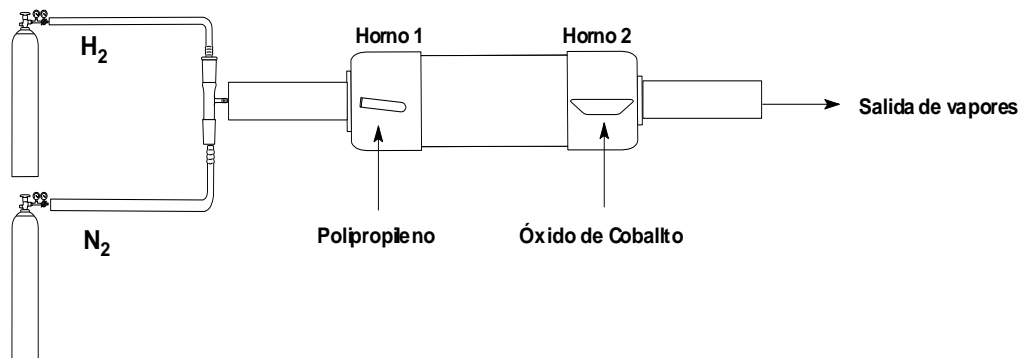 H2
Horno 1
Horno 2
Salida de vapores
N2
Polipropileno
Óxido de Coballto